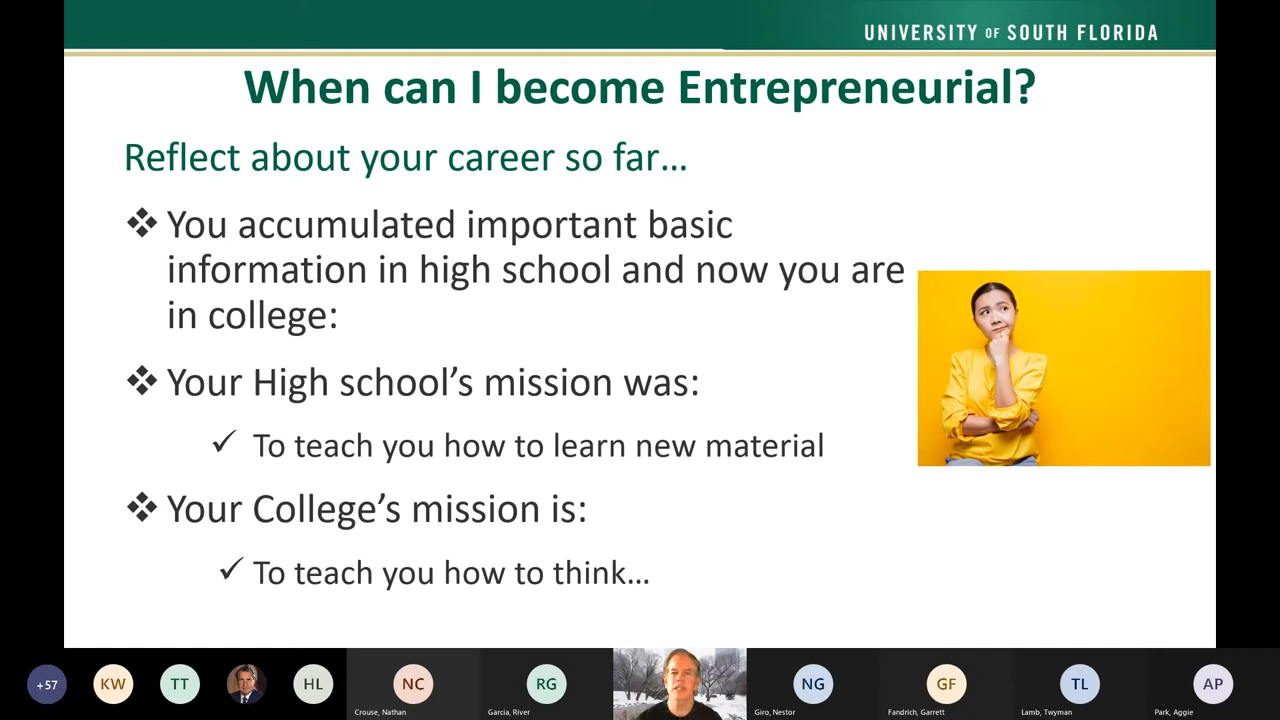 UNIVERSITY OF SOUTH FLORIDA
When can I become Entrepreneurial?
Reflect about your career so far…
❖ You accumulated important basic
information in high school and now you are
in college:
❖ Your High school’s mission was:
✓ To teach you how to learn new material
❖ Your College’s mission is:
✓ To teach you how to think…
+57
KW
TT
HL
NC
Crouse, Nathan
RG
Garcia, River
NG
Giro, Nestor
GF
Fandrich, Garrett
TL
Lamb, Twyman
AP
Park, Aggie